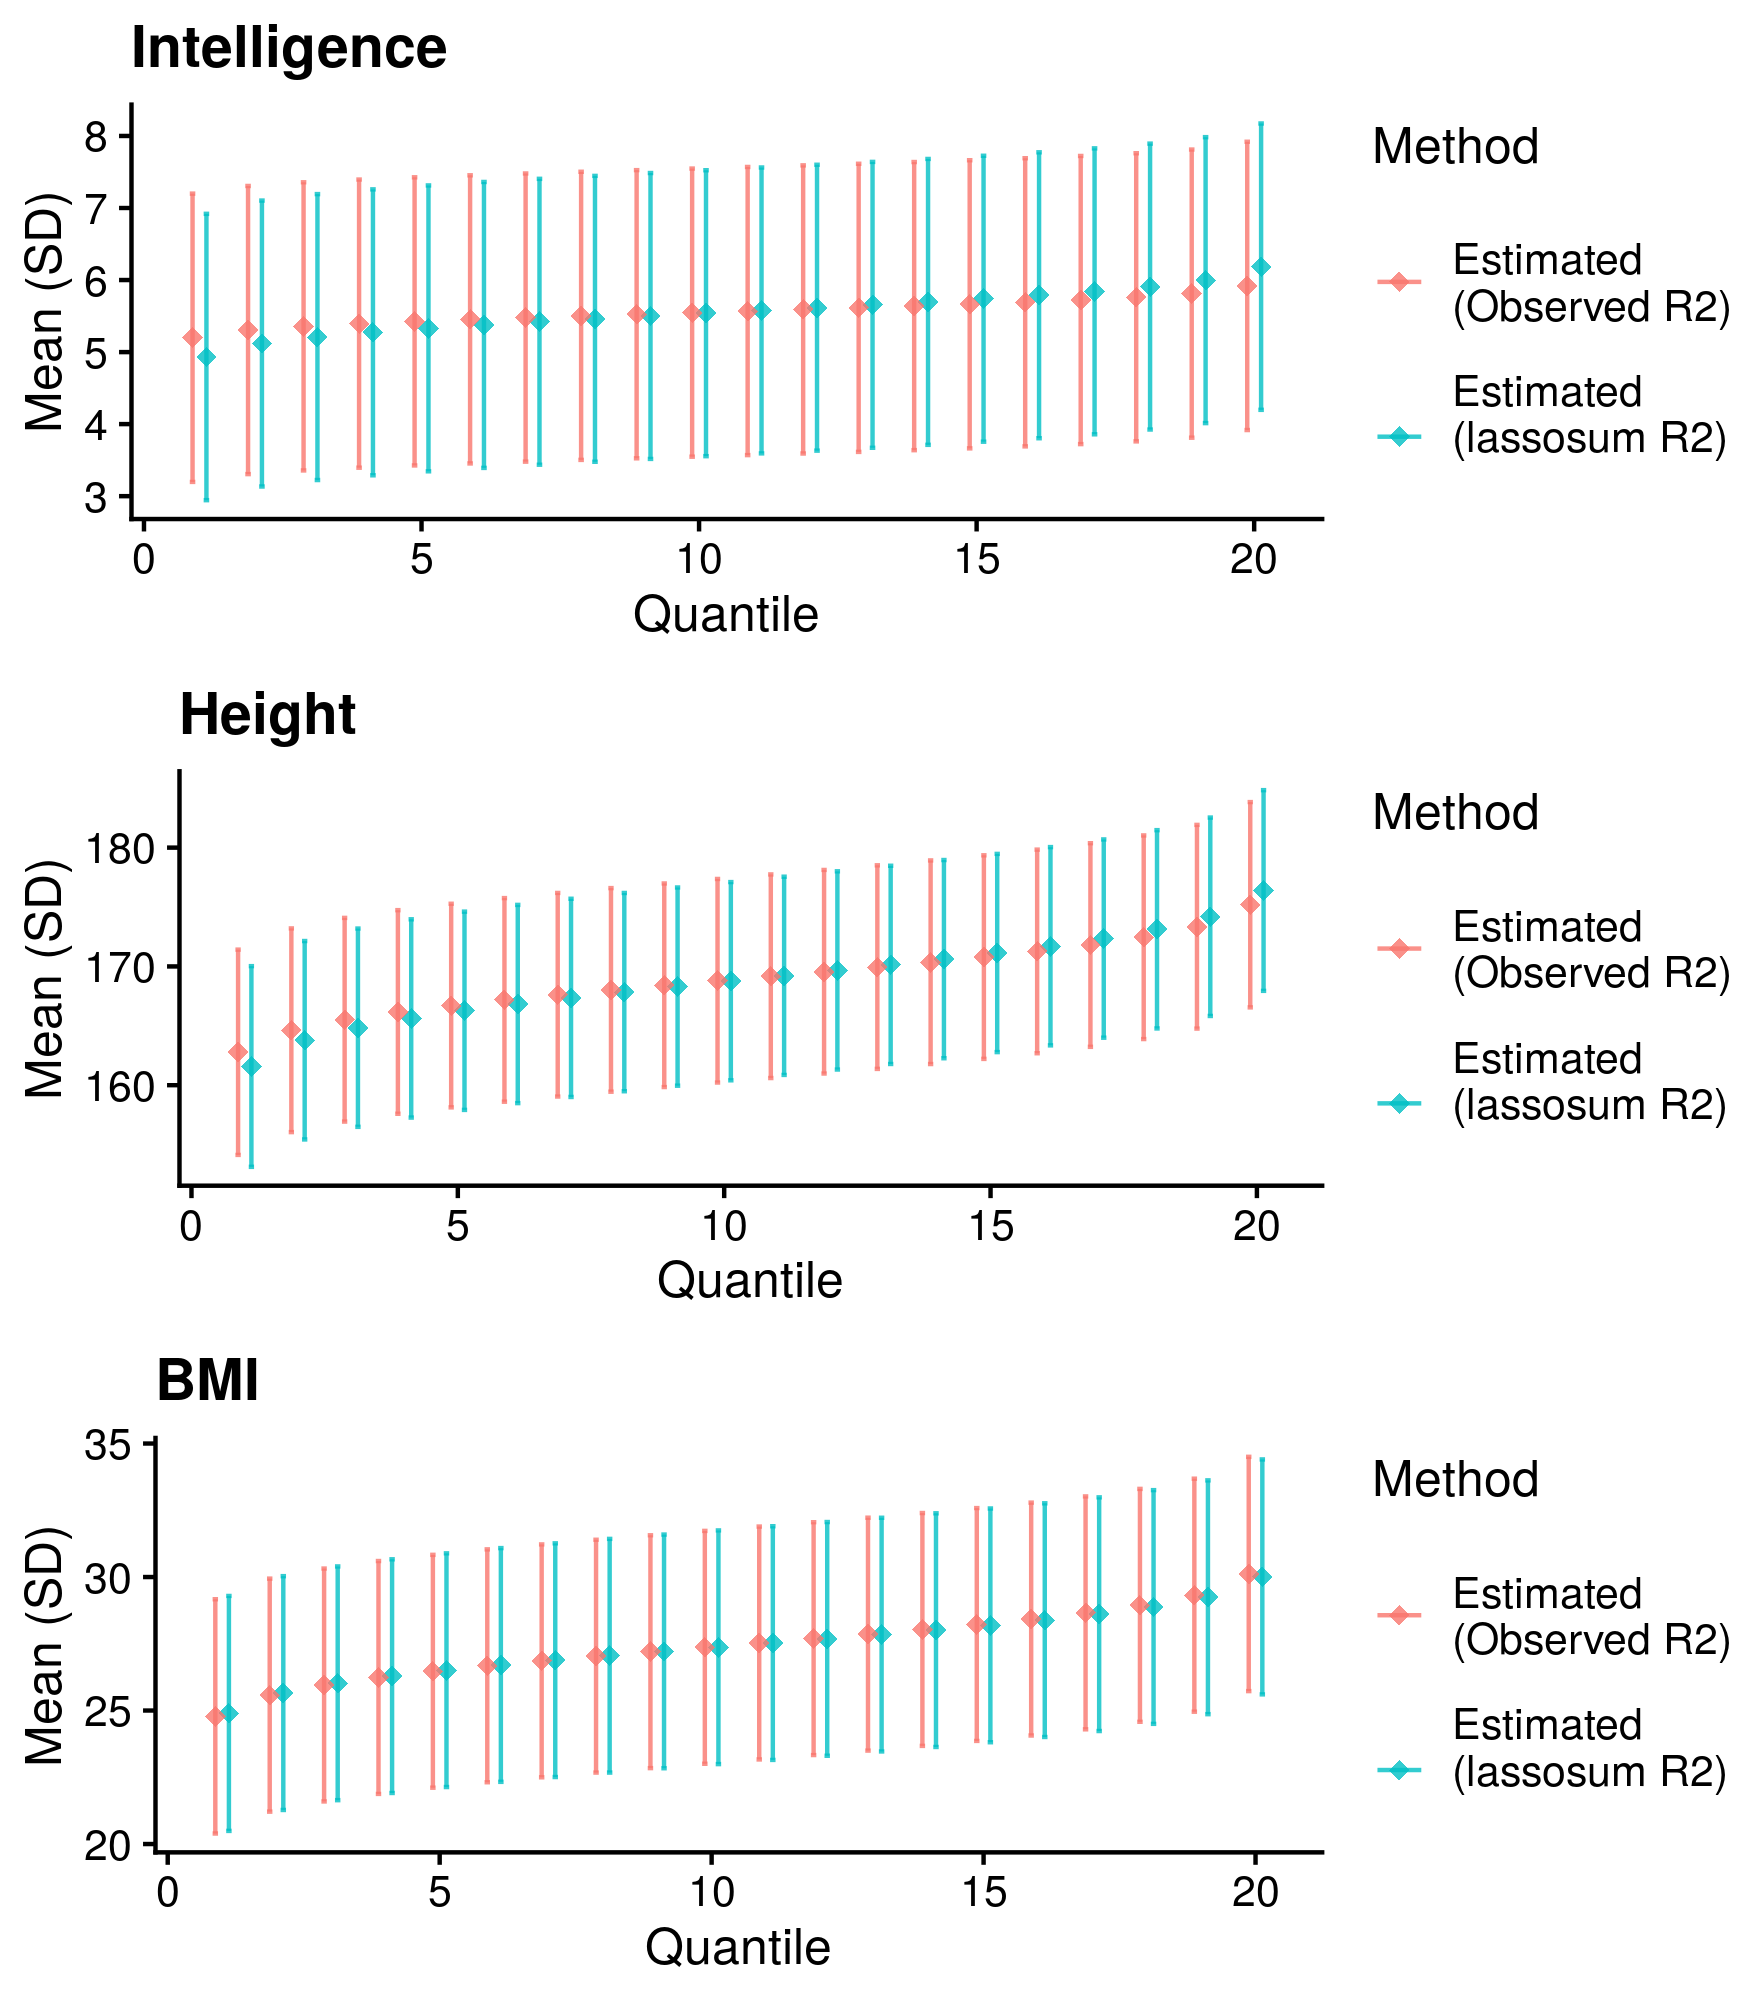 Intelligence
Mean (SD)
8
7
6
5
4
3
0 5 10 15 20
Quantile
Method
Estimated
(Observed R2)
Estimated
(lassosum R2)
Height
Mean (SD)
180
170
160
0 5 10 15 20
Quantile
Method
Estimated
(Observed R2)
Estimated
(lassosum R2)
BMI
Mean (SD)
35
30
25
20
0 5 10 15 20
Quantile
Method
Estimated
(Observed R2)
Estimated
(lassosum R2)